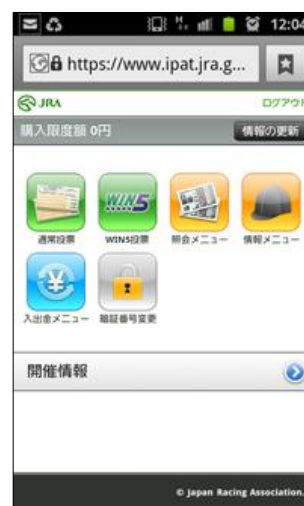 12:04
https://www.ipat.jra.g...
JRA ログアウト
購入限度額 0円 情報の更新
WIN5
通常投票 WIN5投票 照会メニュー 情報メニュー
¥
入出金メニュー 暗証番号変更
開催情報
© Japan Racing Association.